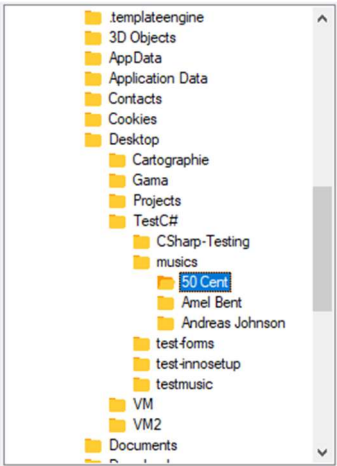 .templateengine
3D Objects
AppData
Application Data
Contacts
Cookies
Desktop
Cartographie
Gama
Projects
TestC#
CSharp-Testing
musics
50 Cent
Amel Bent
Andreas Johnson
test-forms
test-innosetup
testmusic
VM
VM2
Documents